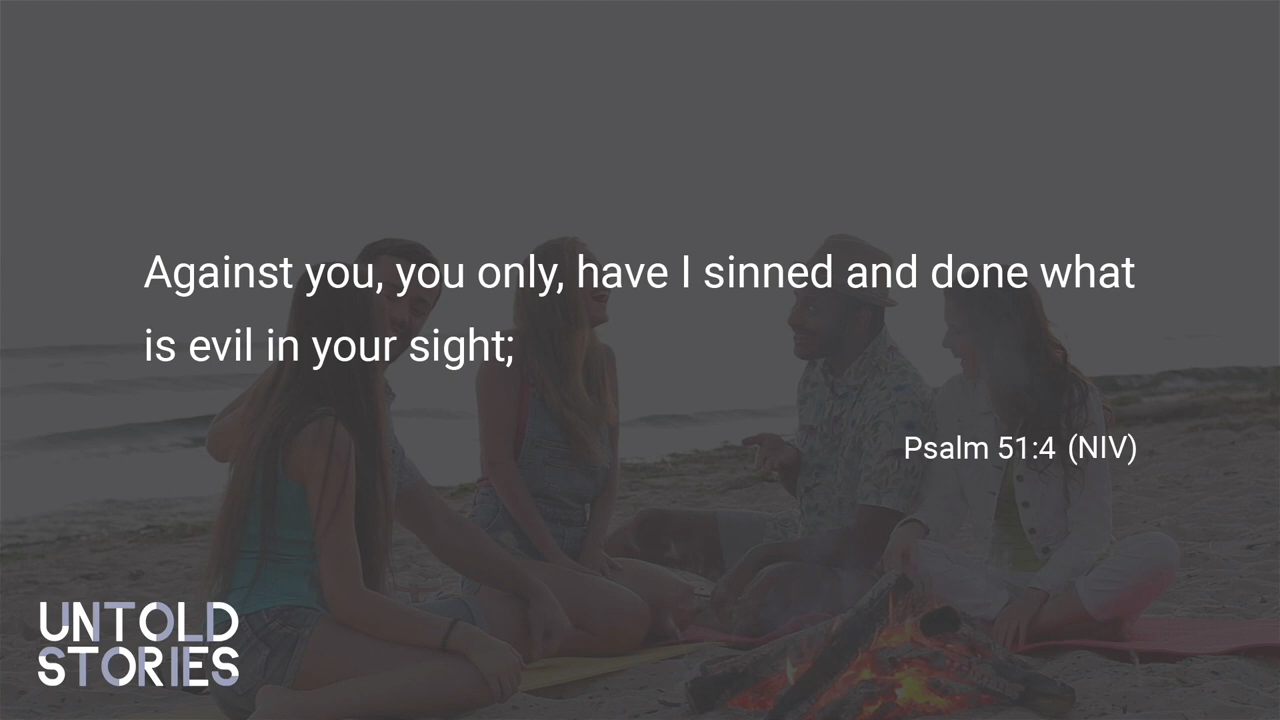 Against you, you only, have I sinned and done what
is evil in your sight;
Psalm 51:4 (NIV)
UNTOLD
STORIES